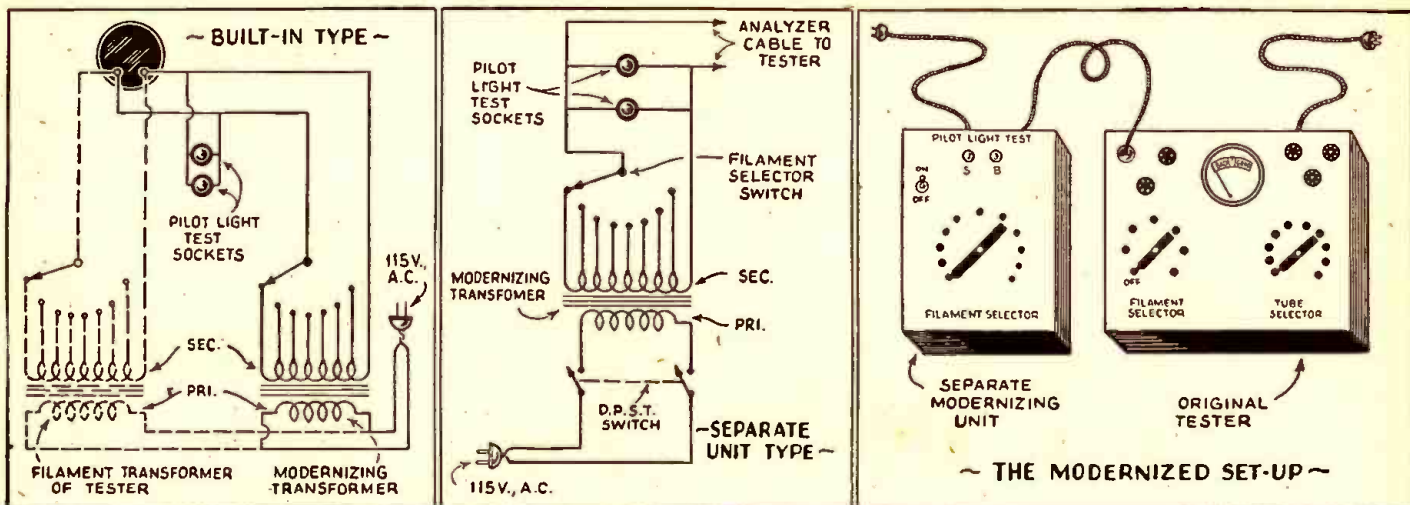 ~ BUILT-IN TYPE ~
PILOT LIGHT
TEST
SOCKETS
115V.,
A.C.
SEC.
PRI.
FILAMENT TRANSFORMER
OF TESTER
MODERNIZING
TRANSFORMER
ANALYZER
CABLE TO
TESTER
PILOT
LIGHT
TEST
SOCKETS
FILAMENT
SELECTOR
SWITCH
MODERNIZING
TRANSFOMER
SEC.
PRI.
D.P.S.T.
SWITCH
~SEPARATE
UNIT TYPE~
115V., A.C.
PILOT LIGHT TEST
S B
ON
OFF
FILAMENT SELECTOR
OFF
FILAMENT
SELECTOR
TUBE
SELECTOR
SEPARATE
MODERNIZING
UNIT
ORIGINAL
TESTER
~ THE MODERNIZED SET-UP ~